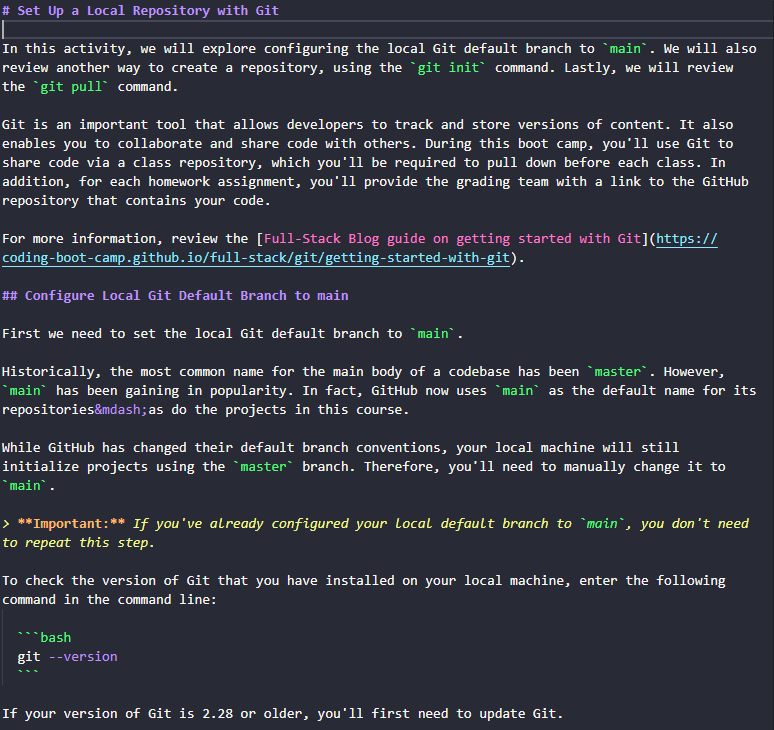 # Set Up a Local Repository with Git
In this activity, we will explore configuring the local Git default branch to `main`. We will also
review another way to create a repository, using the `git init` command. Lastly, we will review
the `git pull` command.
Git is an important tool that allows developers to track and store versions of content. It also
enables you to collaborate and share code with others. During this boot camp, you'll use Git to
share code via a class repository, which you'll be required to pull down before each class. In
addition, for each homework assignment, you'll provide the grading team with a link to the GitHub
repository that contains your code.
For more information, review the [Full-Stack Blog guide on getting started with Git](https://
coding-boot-camp.github.io/full-stack/git/getting-started-with-git).
## Configure Local Git Default Branch to main
First we need to set the local Git default branch to `main`.
Historically, the most common name for the main body of a codebase has been `master`. However,
`main` has been gaining in popularity. In fact, GitHub now uses `main` as the default name for its
repositories&mdash;as do the projects in this course.
While GitHub has changed their default branch conventions, your local machine will still
initialize projects using the `master` branch. Therefore, you'll need to manually change it to
`main`.
> **Important:** If you've already configured your local default branch to `main`, you don't need
to repeat this step.
To check the version of Git that you have installed on your local machine, enter the following
command in the command line:
```bash
git --version
```
If your version of Git is 2.28 or older, you'll first need to update Git.